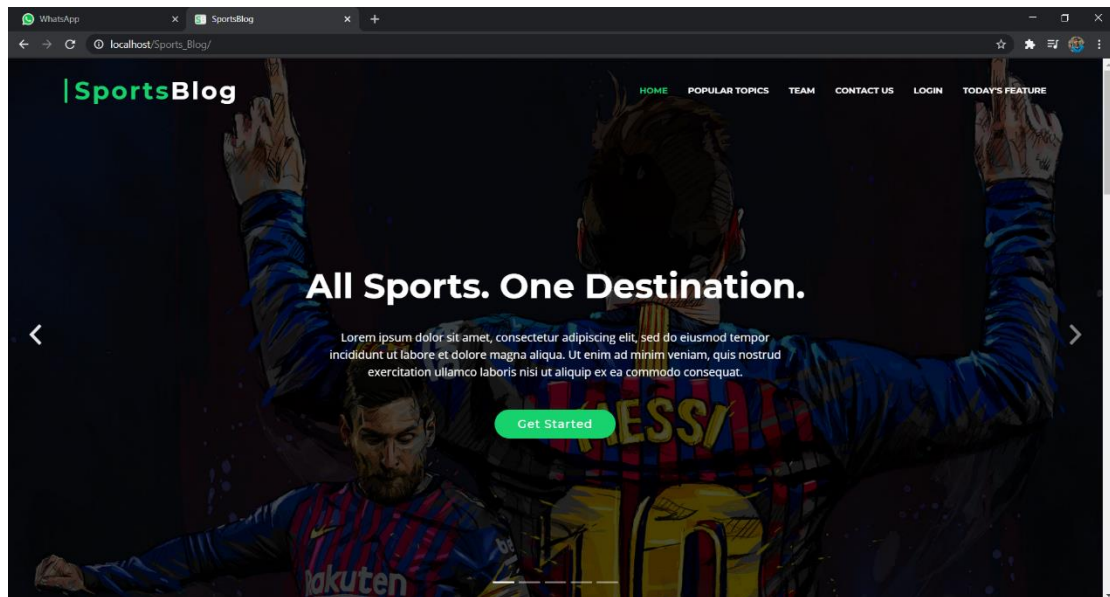 WhatsApp
SportsBlog
localhost/Sports_Blog/
|SportsBlog
HOME POPULAR TOPICS TEAM CONTACT US LOGIN TODAY'S FEATURE
All Sports. One Destination.
Lorem ipsum dolor sit amet, consectetur adipiscing elit, sed do eiusmod tempor
incididunt ut labore et dolore magna aliqua. Ut enim ad minim veniam, quis nostrud
exercitation ullamco laboris nisi ut aliquip ex ea commodo consequat.
Get Started
MESSI
10
Rakuten